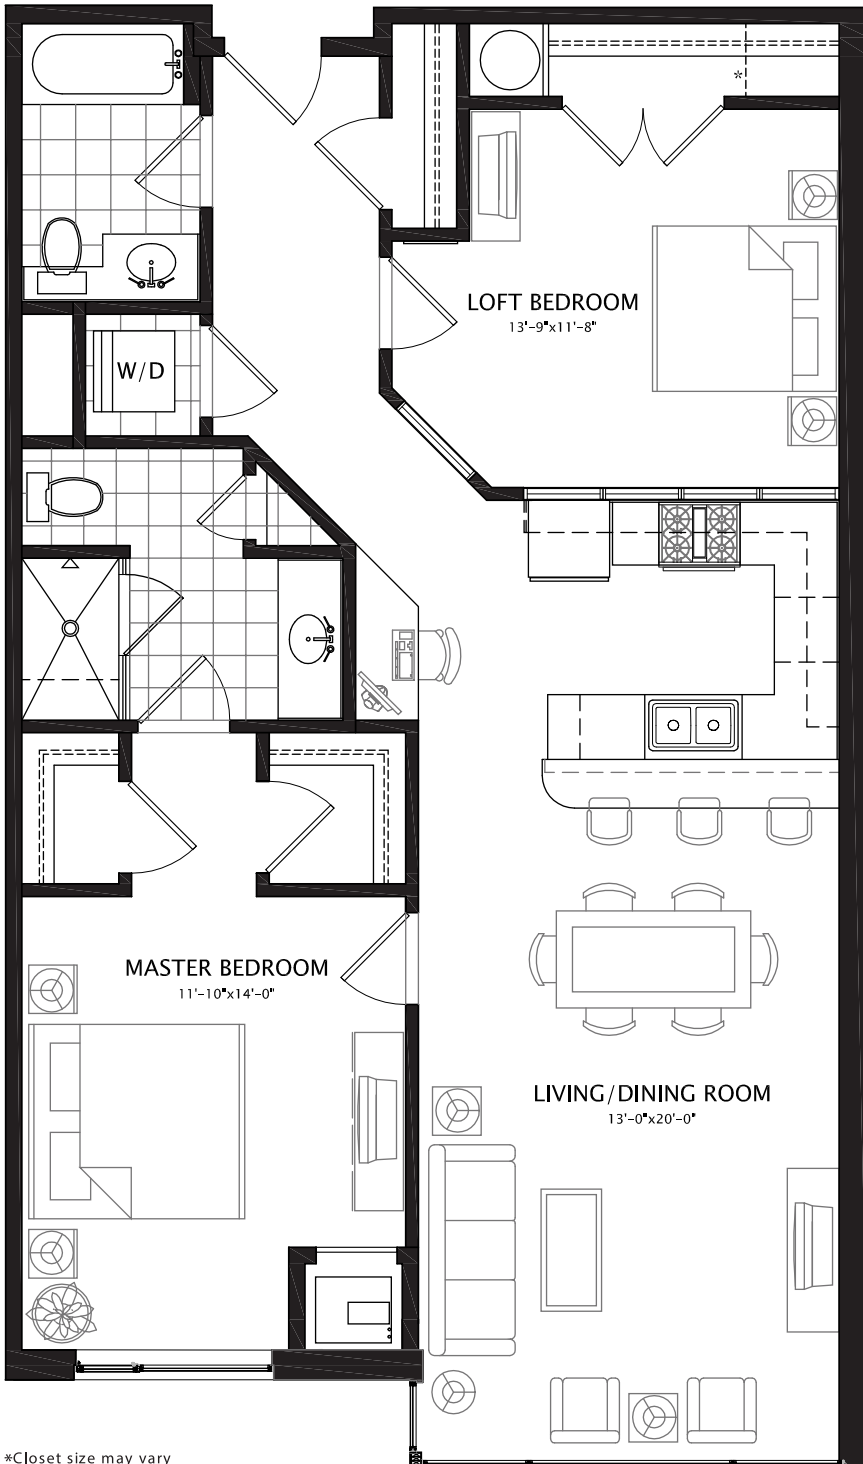 *
LOFT BEDROOM
13'-9"x11'-8"
W/D
MASTER BEDROOM
11'-10"x14'-0"
LIVING/DINING ROOM
13'-0"x20'-0"
*Closet size may vary